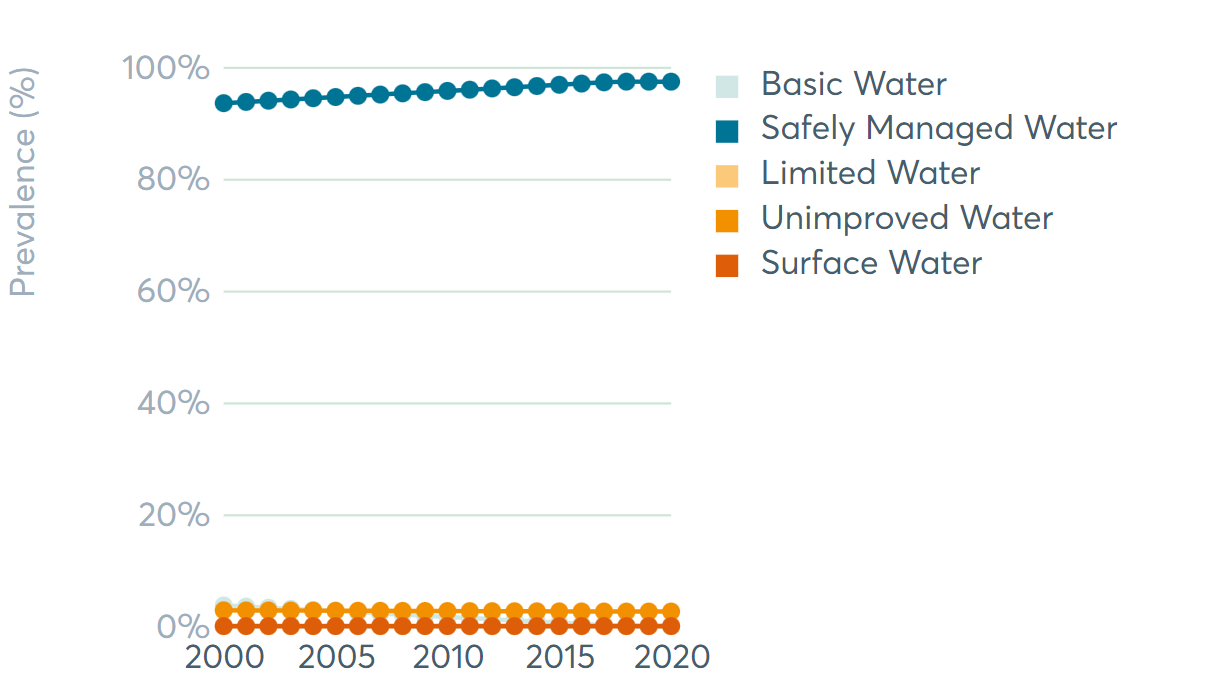 Prevalence (%)
100%
80%
60%
40%
20%
0%
2000 2005 2010 2015 2020
Basic Water
Safely Managed Water
Limited Water
Unimproved Water
Surface Water